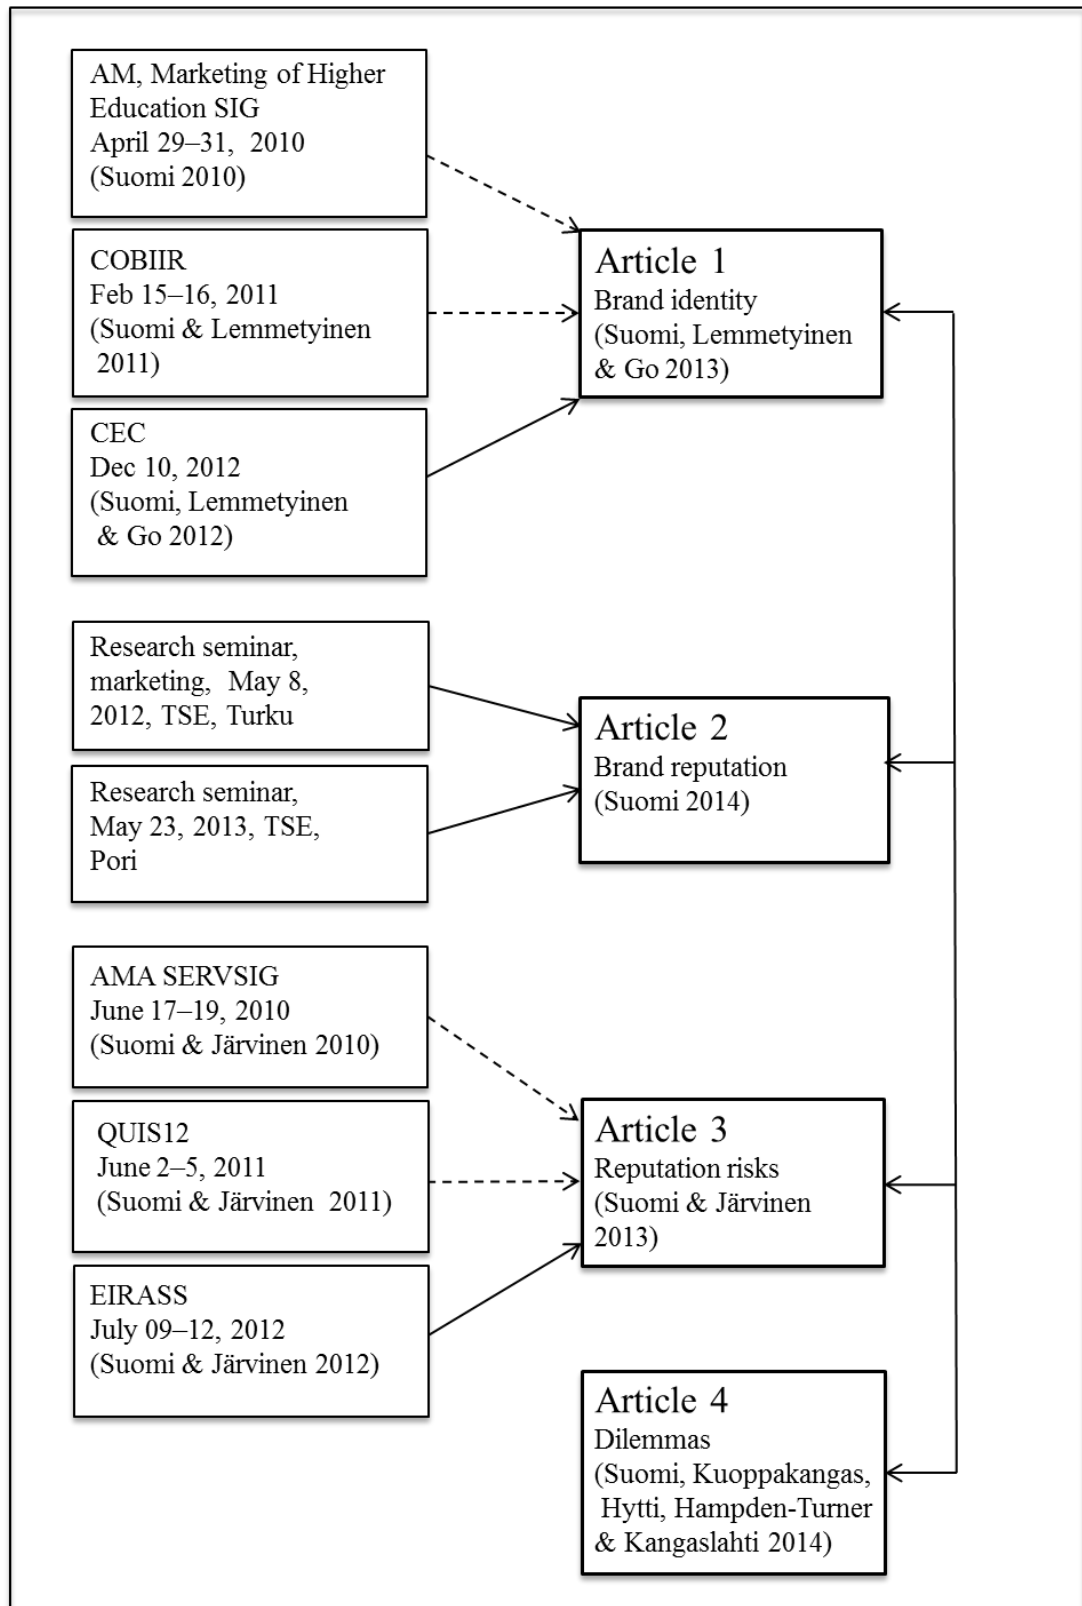 AM, Marketing of Higher
Education SIG
April 29–31, 2010
(Suomi 2010)
COBIIR
Feb 15–16, 2011
(Suomi & Lemmetyinen
2011)
CEC
Dec 10, 2012
(Suomi, Lemmetyinen
& Go 2012)
Article 1
Brand identity
(Suomi, Lemmetyinen
& Go 2013)
Research seminar,
marketing, May 8,
2012, TSE, Turku
Research seminar,
May 23, 2013, TSE,
Pori
Article 2
Brand reputation
(Suomi 2014)
AMA SERVSIG
June 17–19, 2010
(Suomi & Järvinen 2010)
QUIS12
June 2–5, 2011
(Suomi & Järvinen 2011)
EIRASS
July 09–12, 2012
(Suomi & Järvinen 2012)
Article 3
Reputation risks
(Suomi & Järvinen
2013)
Article 4
Dilemmas
(Suomi, Kuoppakangas,
Hytti, Hampden-Turner
& Kangaslahti 2014)